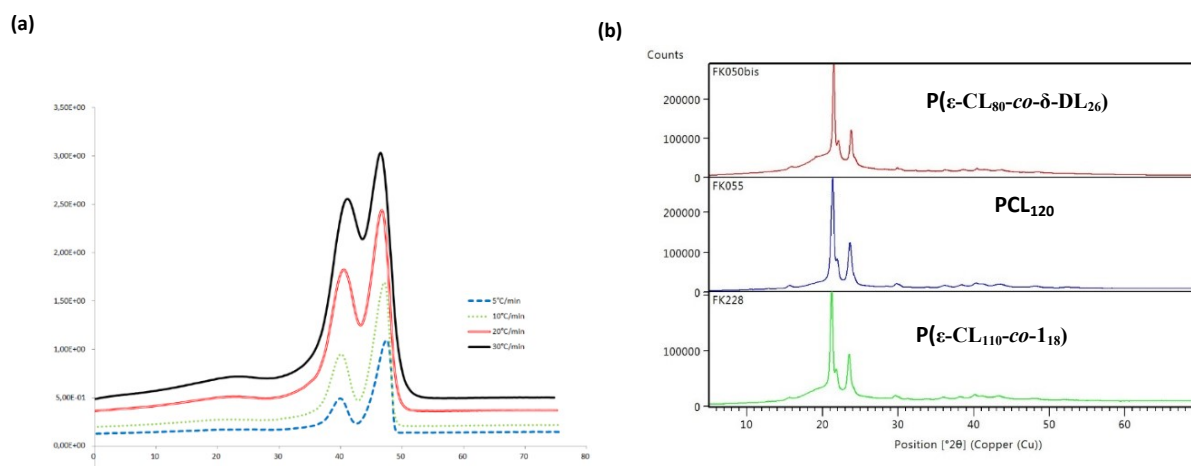 (a)
3,50E+00
3,00E+00
2,50E+00
2,00E+00
1,50E+00
1,00E+00
5,00E-01
0,00E+00
0 10 20 30 40 50 60 70 80
5°C/min
10°C/min
20°C/min
30°C/min
(b)
Counts
FK050bis
P(ε-CL80-co-δ-DL26)
200000
100000
0
FK055
PCL120
200000
100000
0
FK228
P(ε-CL110-co-118)
100000
0
10 20 30 40 50 60
Position [°2θ] (Copper (Cu)